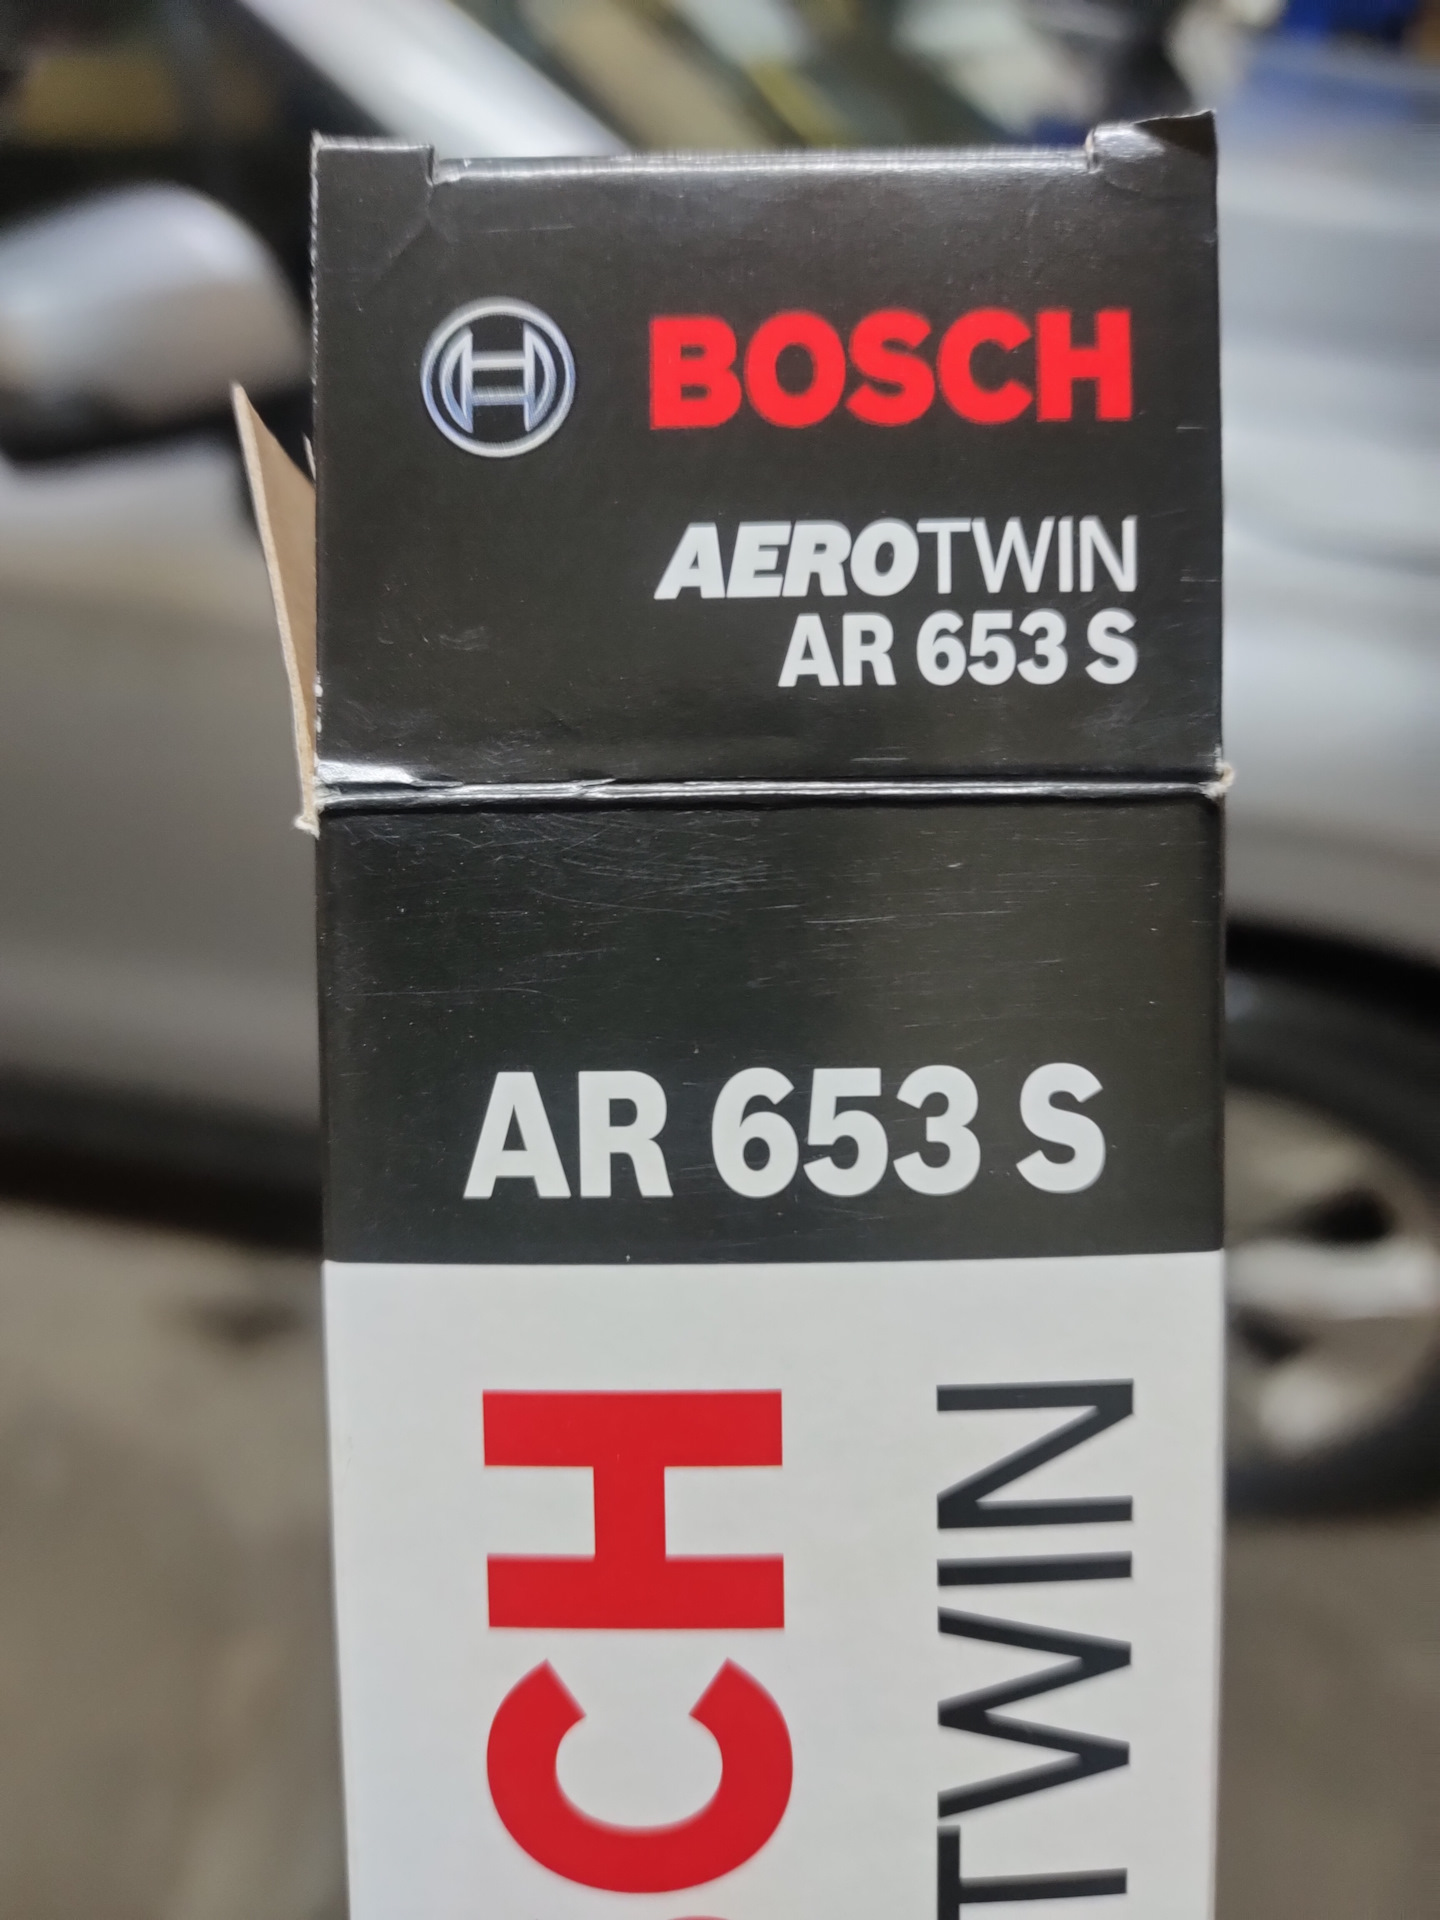 BOSCH
AEROTWIN
AR 653 S
AR 653 S
CH
TWIN